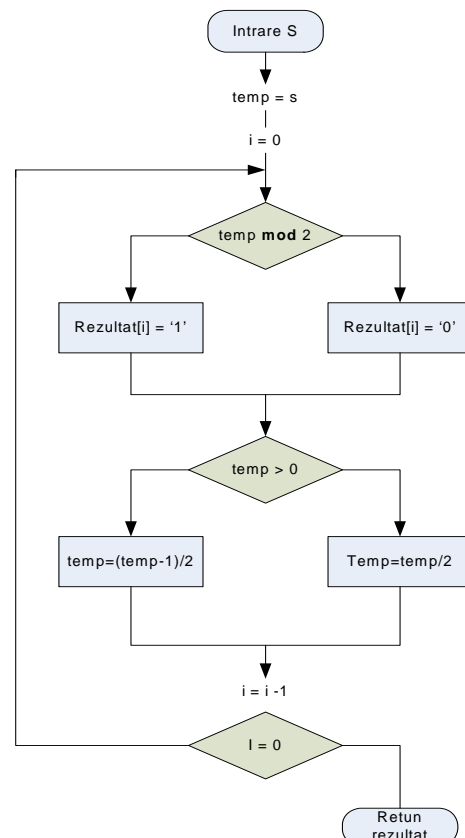 Intrare S
temp = s
i = 0
temp mod 2
Rezultat[i] = ‘1’
Rezultat[i] = ‘0’
temp > 0
temp=(temp-1)/2
Temp=temp/2
i = i -1
I = 0
Retun
rezultat